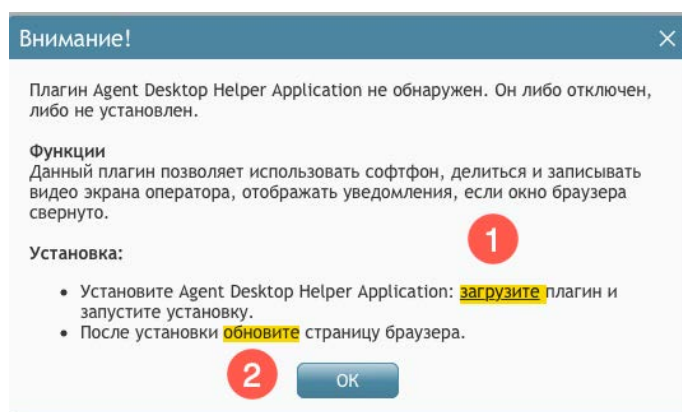 Внимание!
Плагин Agent Desktop Helper Application не обнаружен. Он либо отключен,
либо не установлен.
Функции
Данный плагин позволяет использовать софтфон, делиться и записывать
видео экрана оператора, отображать уведомления, если окно браузера
свернуто.
1
Установка:
• Установите Agent Desktop Helper Application: загрузите плагин и
запустите установку.
• После установки обновите страницу браузера.
2
ОК